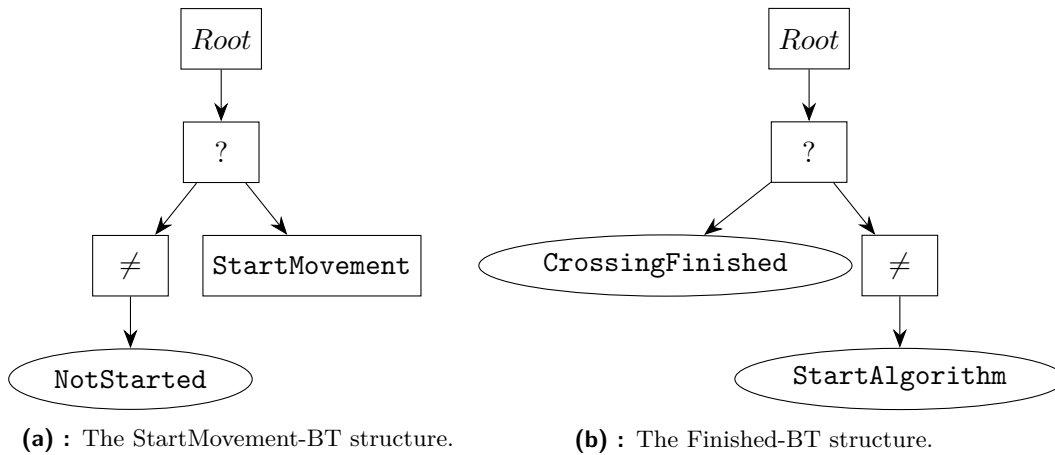 Root
?
≠
StartMovement
NotStarted
(a) : The StartMovement-BT structure.
Root
?
CrossingFinished
≠
StartAlgorithm
(b) : The Finished-BT structure.